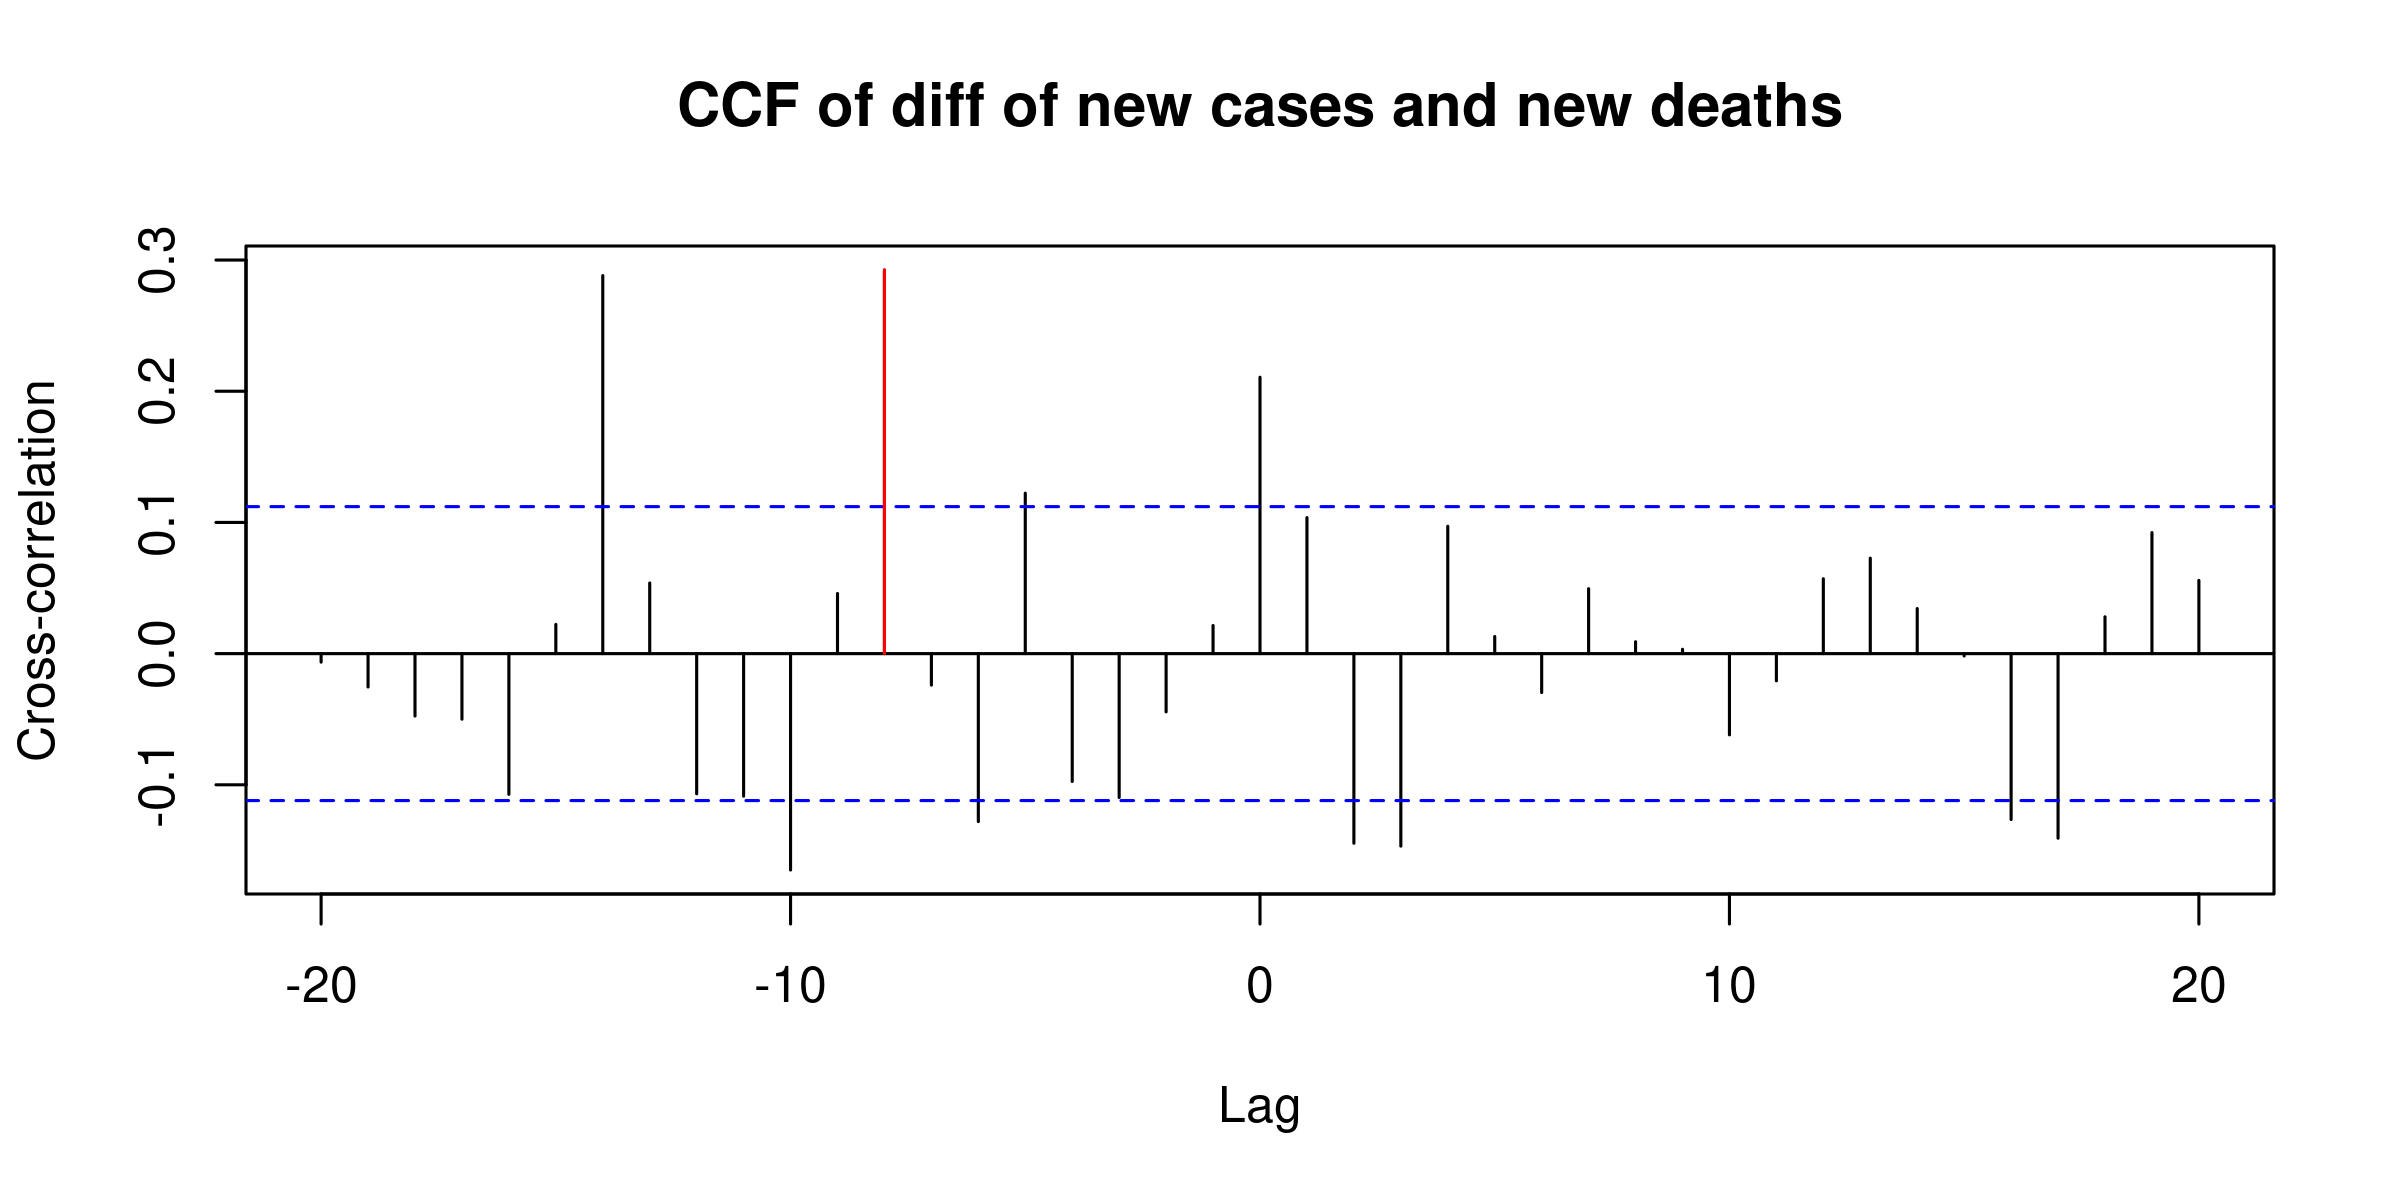 CCF of diff of new cases and new deaths
Cross-correlation
0.3
0.2
0.1
0.0
-0.1
-20 -10 0 10 20
Lag